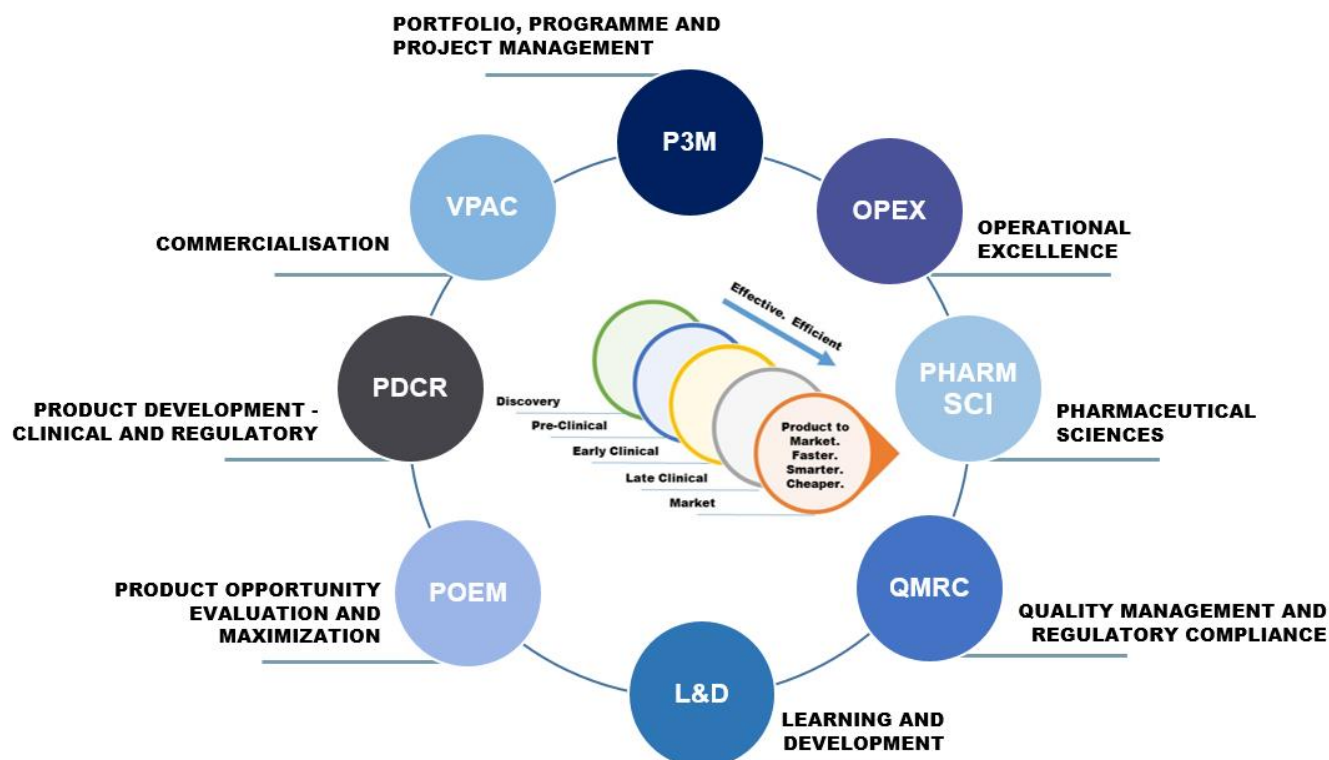 PORTFOLIO, PROGRAMME AND
PROJECT MANAGEMENT
P3M
VPAC
OPEX
COMMERCIALISATION
OPERATIONAL
EXCELLENCE
PDCR
PHARM
SCI
PRODUCT DEVELOPMENT -
CLINICAL AND REGULATORY
PHARMACEUTICAL
SCIENCES
Effective. Efficient
Discovery
Pre-Clinical
Early Clinical
Late Clinical
Market
Product to
Market.
Faster.
Smarter.
Cheaper.
POEM
PRODUCT OPPORTUNITY
EVALUATION AND
MAXIMIZATION
QMRC
QUALITY MANAGEMENT AND
REGULATORY COMPLIANCE
L&D
LEARNING AND
DEVELOPMENT